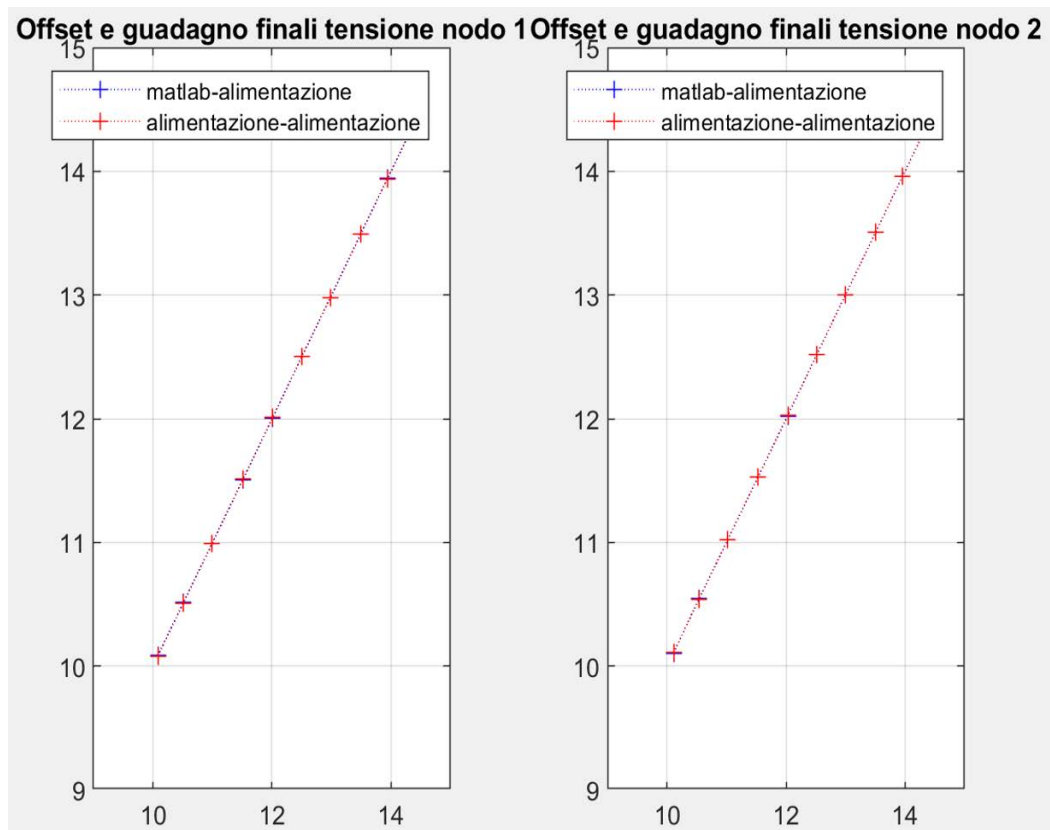 Offset e guadagno finali tensione nodo 1
15
matlab-alimentazione
alimentazione-alimentazione
14
13
12
11
10
9
10 12 14
Offset e guadagno finali tensione nodo 2
15
matlab-alimentazione
alimentazione-alimentazione
14
13
12
11
10
9
10 12 14